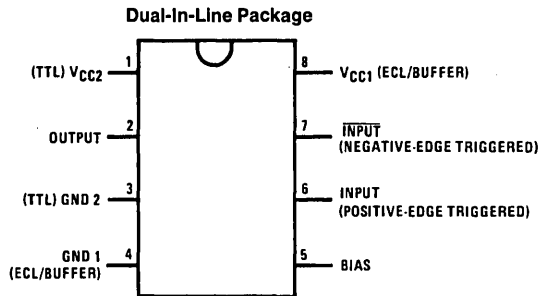 Dual-In-Line Package
1
(TTL) VCC2
8
VCC1 (ECL/BUFFER)
2
OUTPUT
7
INPUT
(NEGATIVE-EDGE TRIGGERED)
3
(TTL) GND 2
6
INPUT
(POSITIVE-EDGE TRIGGERED)
4
GND 1
(ECL/BUFFER)
5
BIAS